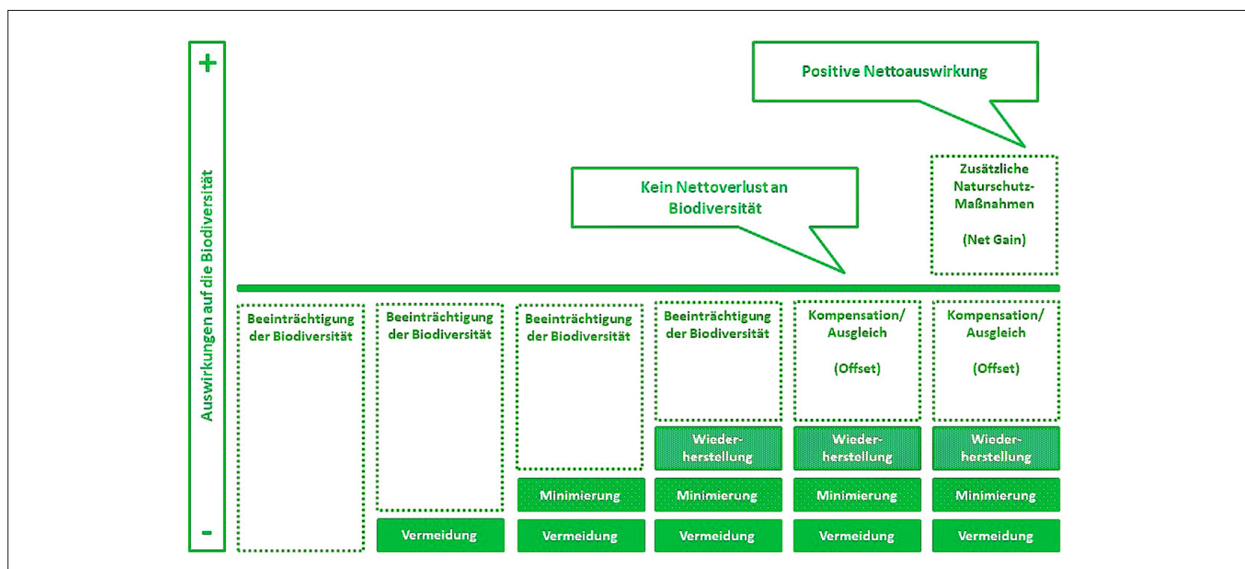 +
Auswirkungen auf die Biodiversität
-
Positive Nettoauswirkung
Kein Nettoverlust an
Biodiversität
Zusätzliche
Naturschutz-
Maßnahmen
(Net Gain)
Beeinträchtigung
der Biodiversität
Beeinträchtigung
der Biodiversität
Vermeidung
Beeinträchtigung
der Biodiversität
Minimierung
Vermeidung
Beeinträchtigung
der Biodiversität
Wieder-
herstellung
Minimierung
Vermeidung
Kompensation/
Ausgleich
(Offset)
Wieder-
herstellung
Minimierung
Vermeidung
Kompensation/
Ausgleich
(Offset)
Wieder-
herstellung
Minimierung
Vermeidung